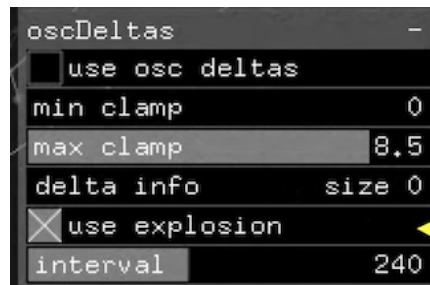 oscDeltas -
use osc deltas
min clamp 0
max clamp 8.5
delta info size 0
use explosion
interval 240